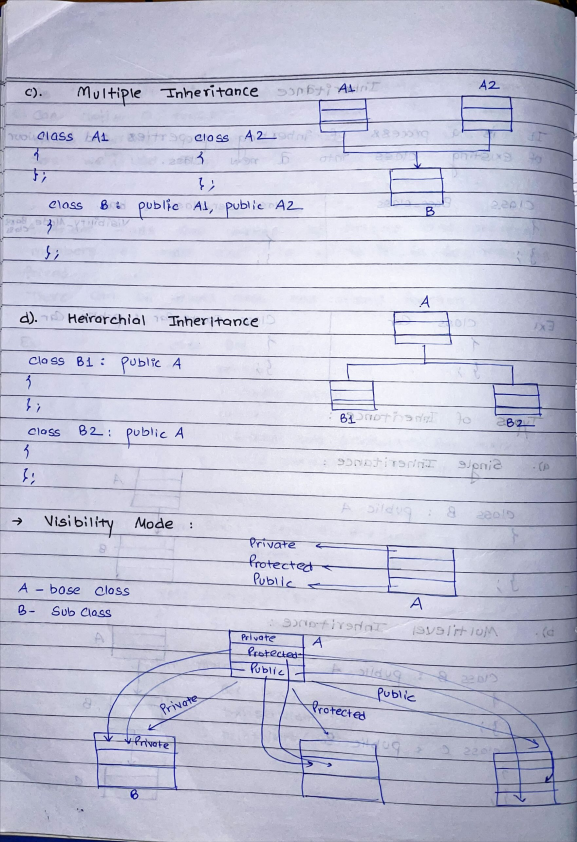 c). Multiple Inheritance
A1 A2
class A1 class A2
{ {
}; };
class B : public A1, public A2
B
{
};
A
d). Heirarchial Inheritance
class B1 : public A
{
};
B1 B2
class B2 : public A
{
};
→ Visibility Mode :
Private
Protected
Public
A - base class
A
B- Sub Class
Private A
Protected
Public
Private Protected Public
Private
B